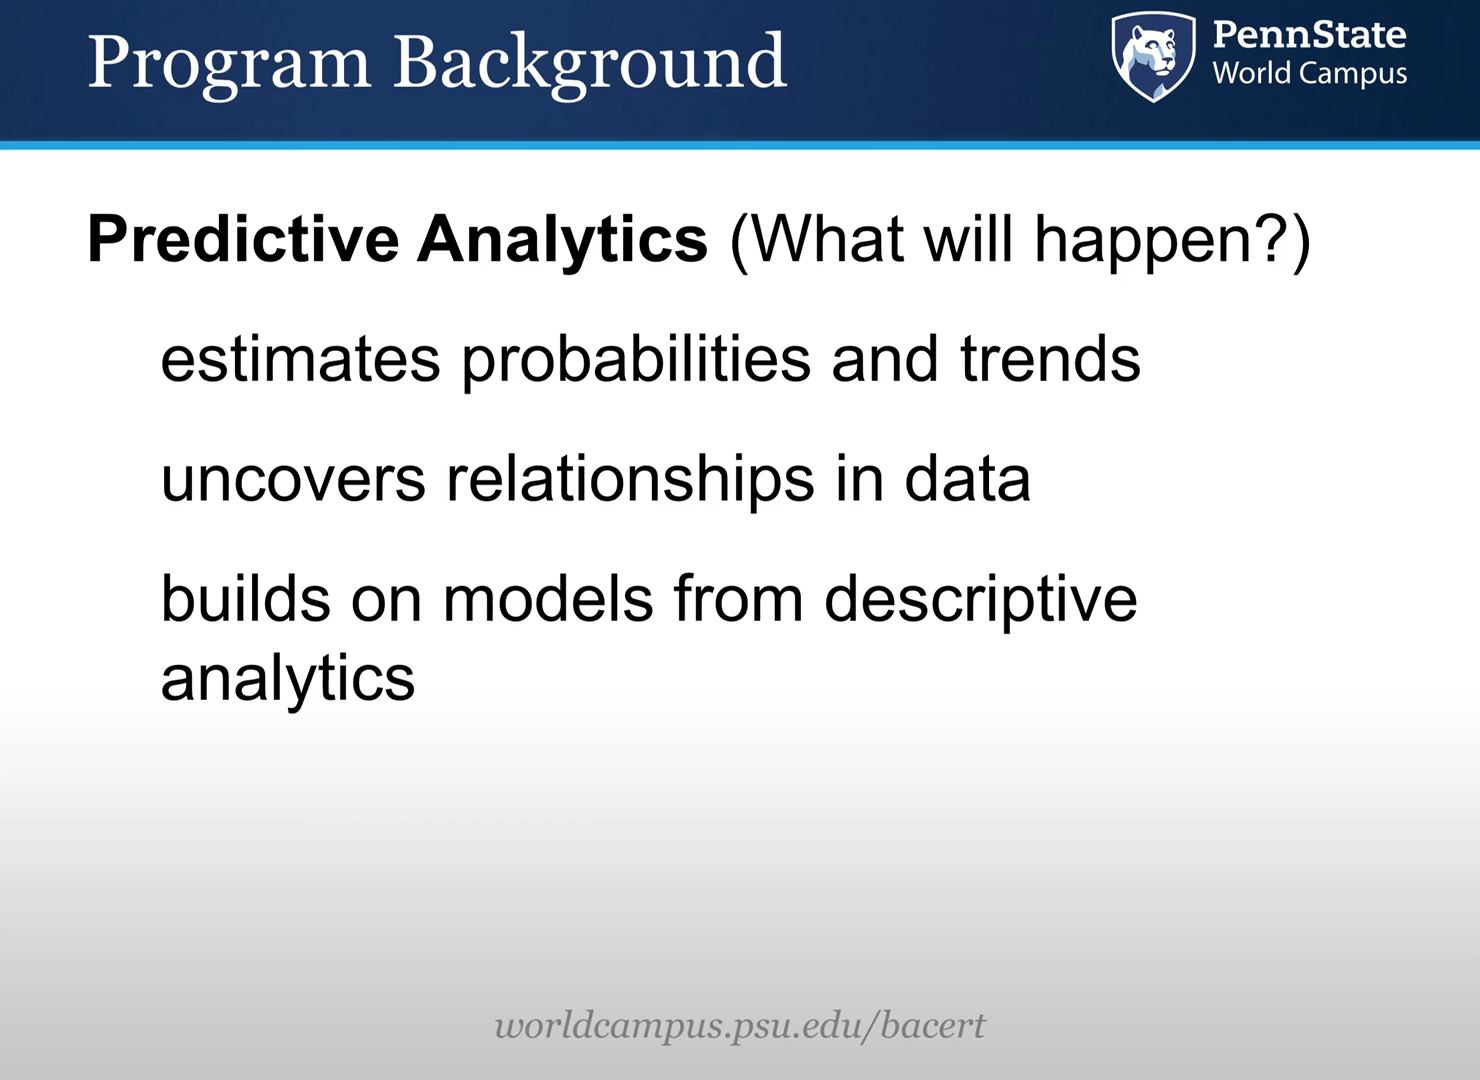 Program Background
PennState
World Campus
Predictive Analytics (What will happen?)
estimates probabilities and trends
uncovers relationships in data
builds on models from descriptive
analytics
worldcampus.psu.edu/bacert